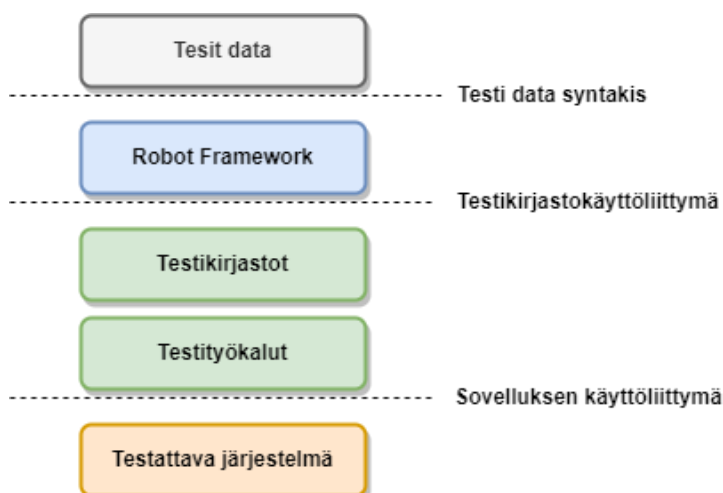 Tesit data
Testi data syntakis
Robot Framework
Testikirjastokäyttöliittymä
Testikirjastot
Testityökalut
Sovelluksen käyttöliittymä
Testattava järjestelmä